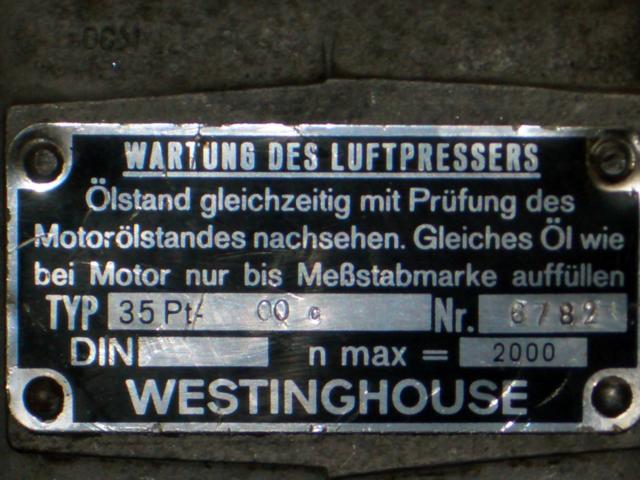 WARTUNG DES LUFTPRESSERS
Ölstand gleichzeitig mit Prüfung des
Motorölstandes nachsehen. Gleiches Öl wie
bei Motor nur bis Meßstabmarke auffüllen
TYP 35 Pt- 00 c Nr. 6782
DIN n max = 2000
WESTINGHOUSE